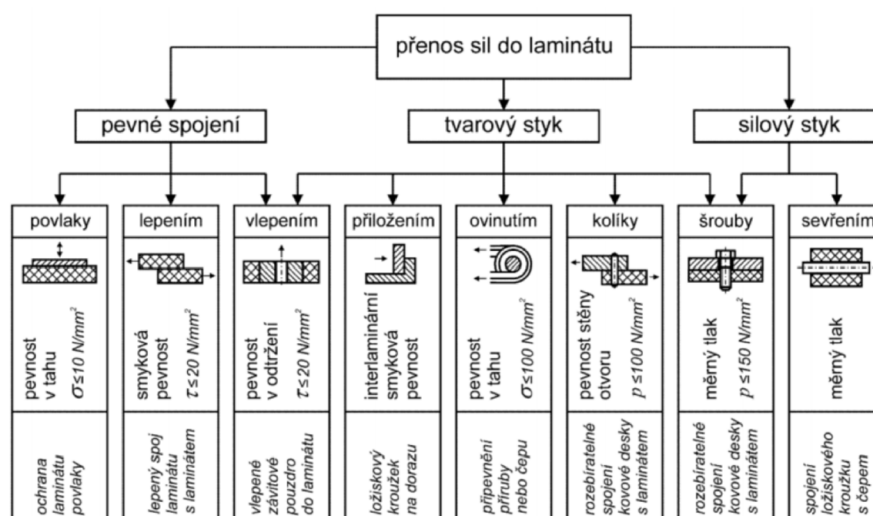 přenos sil do laminátu
pevné spojení
tvarový styk
silový styk
povlaky
lepením
vlepením
přiložením
ovinutím
kolíky
šrouby
sevřením
pevnost
v tahu
σ≤10 N/mm²
smyková
pevnost
τ≤20 N/mm²
pevnost
v odtržení
τ≤20 N/mm²
interlaminární
smyková
pevnost
pevnost
v tahu
σ≤100 N/mm²
pevnost stěny
otvoru
p≤100 N/mm²
měrný tlak
p≤150 N/mm²
měrný tlak
ochrana
laminátu
povlaky
lepený spoj
laminátu
s laminátem
vlepené
závitové
pouzdro
do laminátu
ložiskový
kroužek
na dorazu
připevnění
příruby
nebo čepu
rozebíratelné
spojení
kovové desky
s laminátem
rozebíratelné
spojení
kovové desky
s laminátem
spojení
ložiskového
kroužku
s čepem